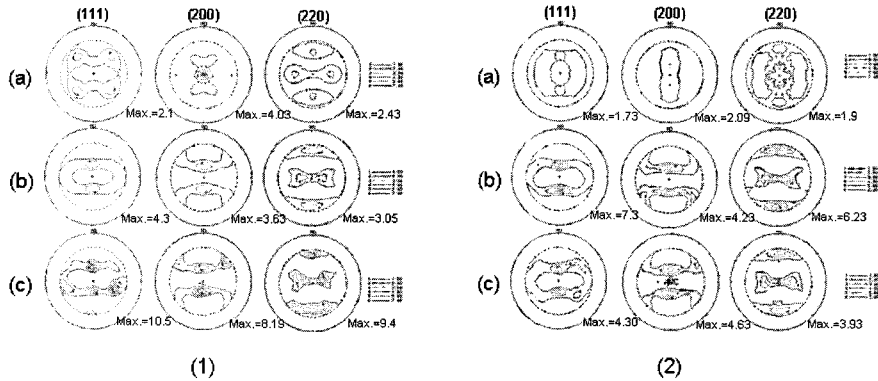 (111) (200) (220)
(a)
Max.=2.1 Max.=4.03 Max.=2.43
(b)
Max.=4.3 Max.=3.63 Max.=3.05
(c)
Max.=10.5 Max.=8.19 Max.=9.4
(1)
(111) (200) (220)
(a)
Max.=1.73 Max.=2.09 Max.=1.9
(b)
Max.=7.3 Max.=4.23 Max.=6.23
(c)
Max.=4.30 Max.=4.63 Max.=3.93
(2)